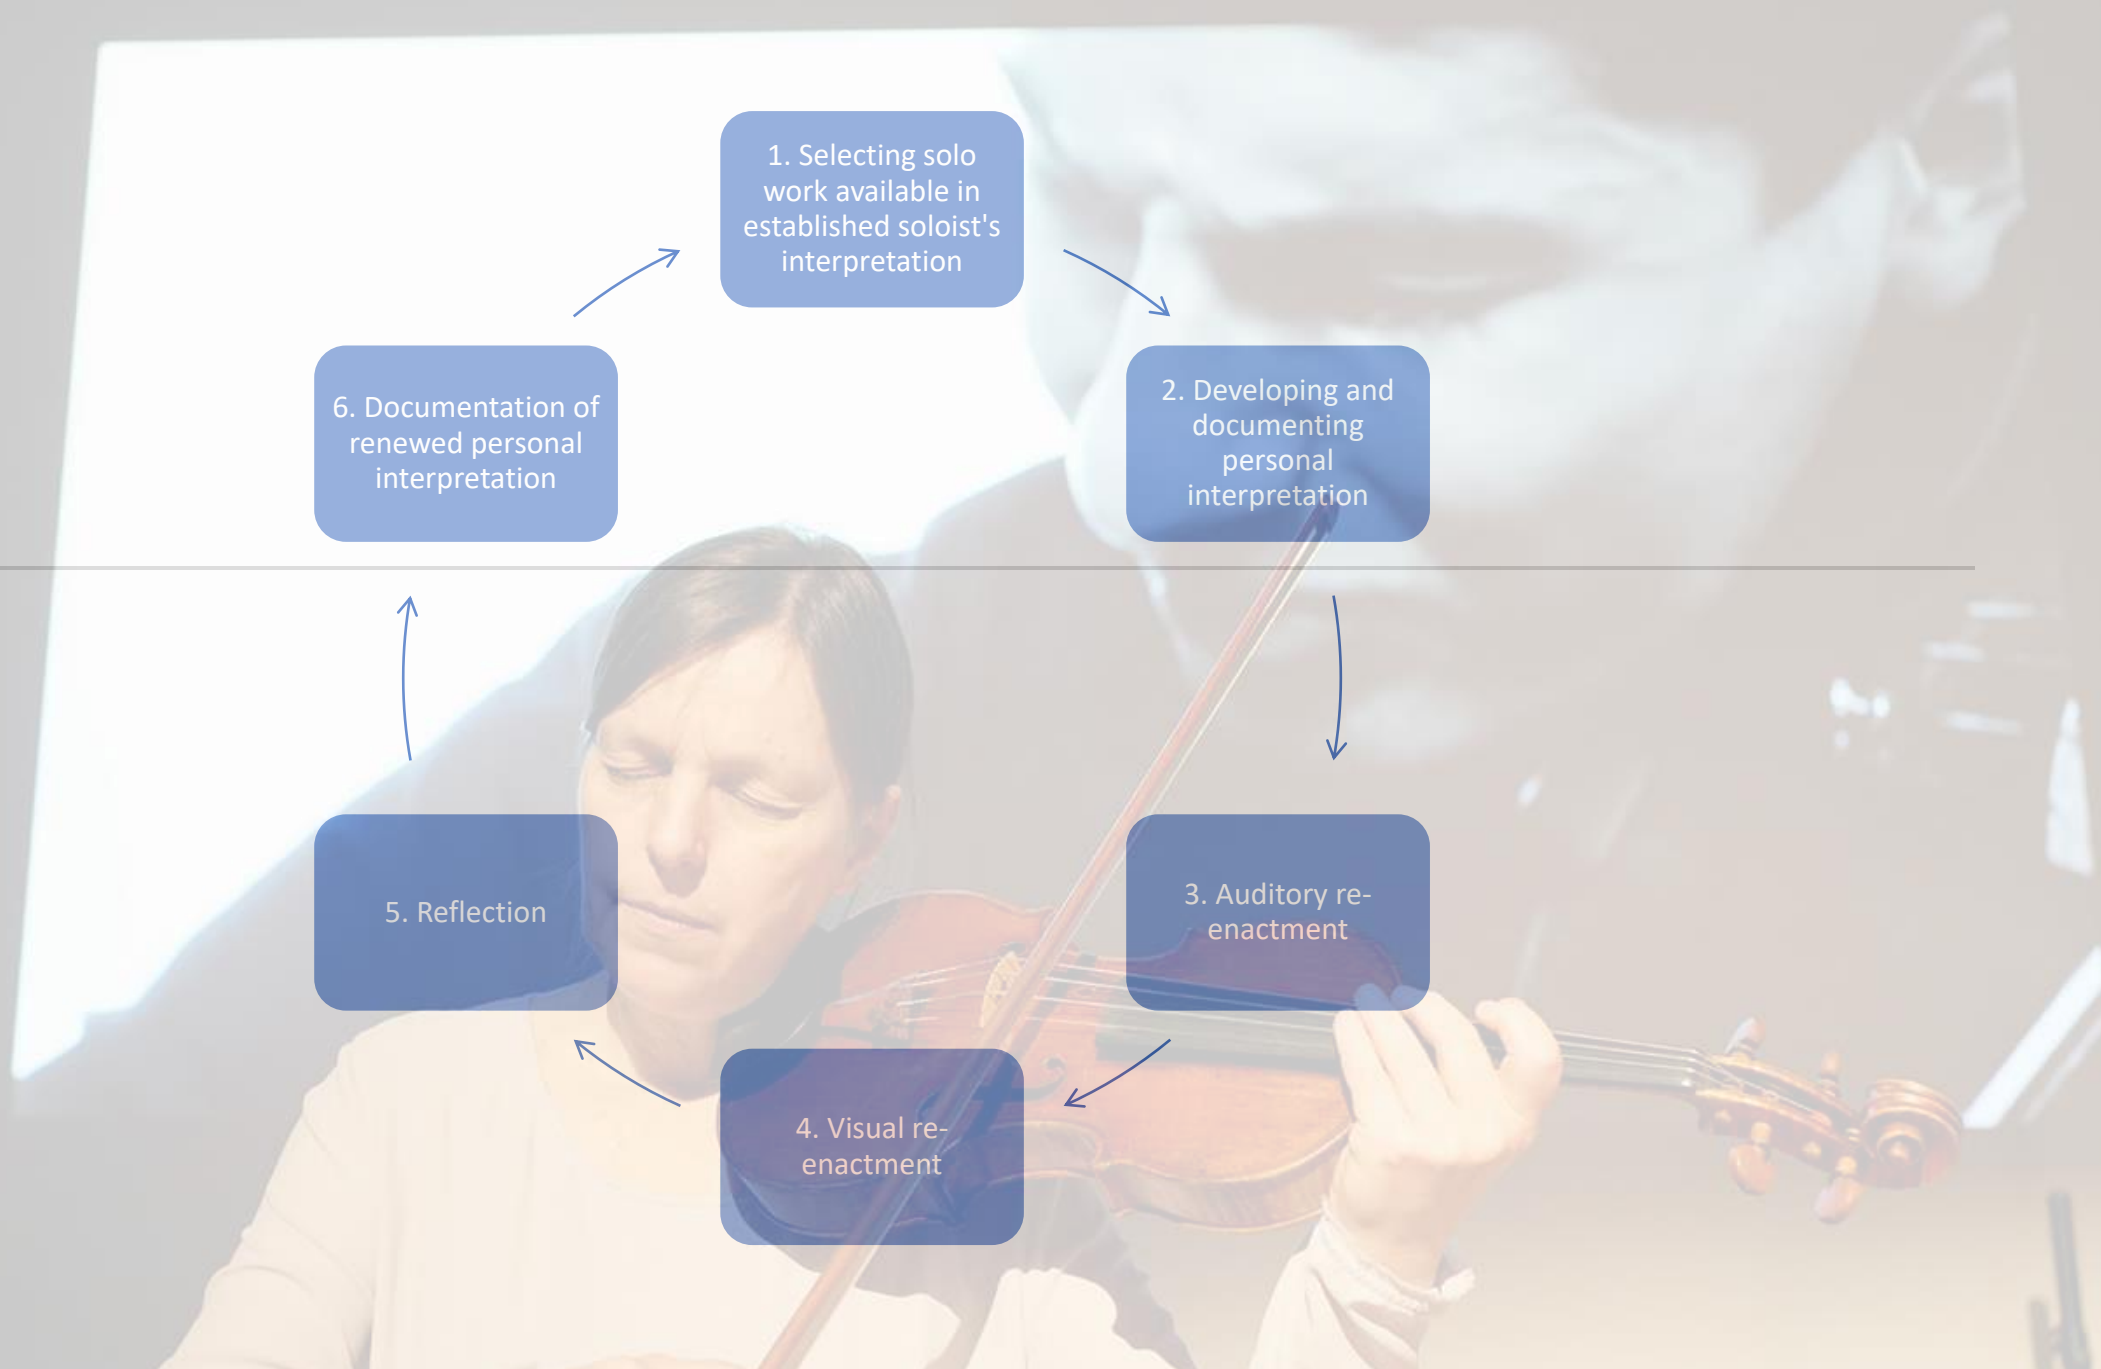 1. Selecting solo
work available in
established soloist's
interpretation
2. Developing and
documenting
personal
interpretation
3. Auditory re-
enactment
4. Visual re-
enactment
5. Reflection
6. Documentation of
renewed personal
interpretation